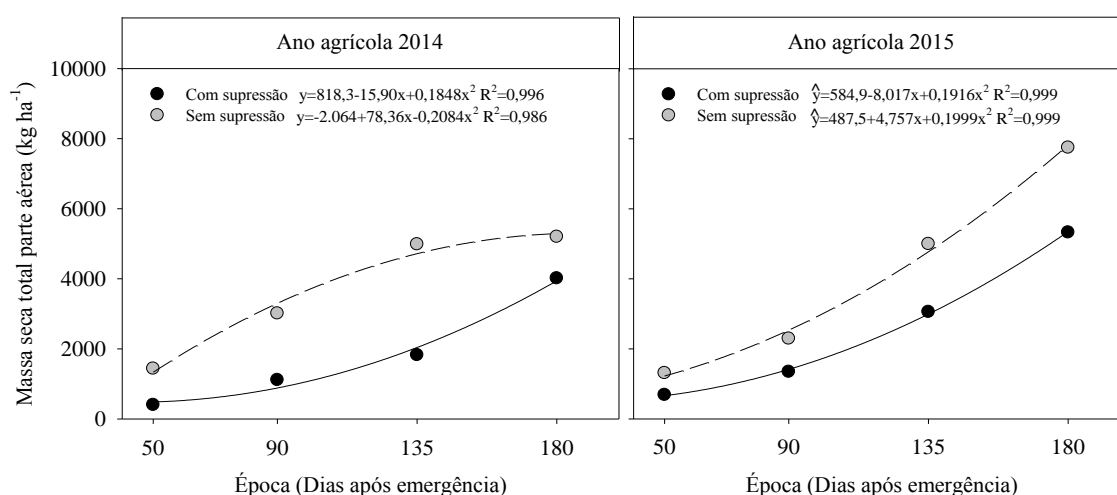 Ano agrícola 2014
Ano agrícola 2015
Massa seca total parte aérea (kg ha⁻¹)
10000
8000
6000
4000
2000
0
Com supressão y=818,3-15,90x+0,1848x² R²=0,996
Sem supressão y=-2.064+78,36x-0,2084x² R²=0,986
Com supressão ŷ=584,9-8,017x+0,1916x² R²=0,999
Sem supressão ŷ=487,5+4,757x+0,1999x² R²=0,999
50 90 135 180
50 90 135 180
Época (Dias após emergência)
Época (Dias após emergência)